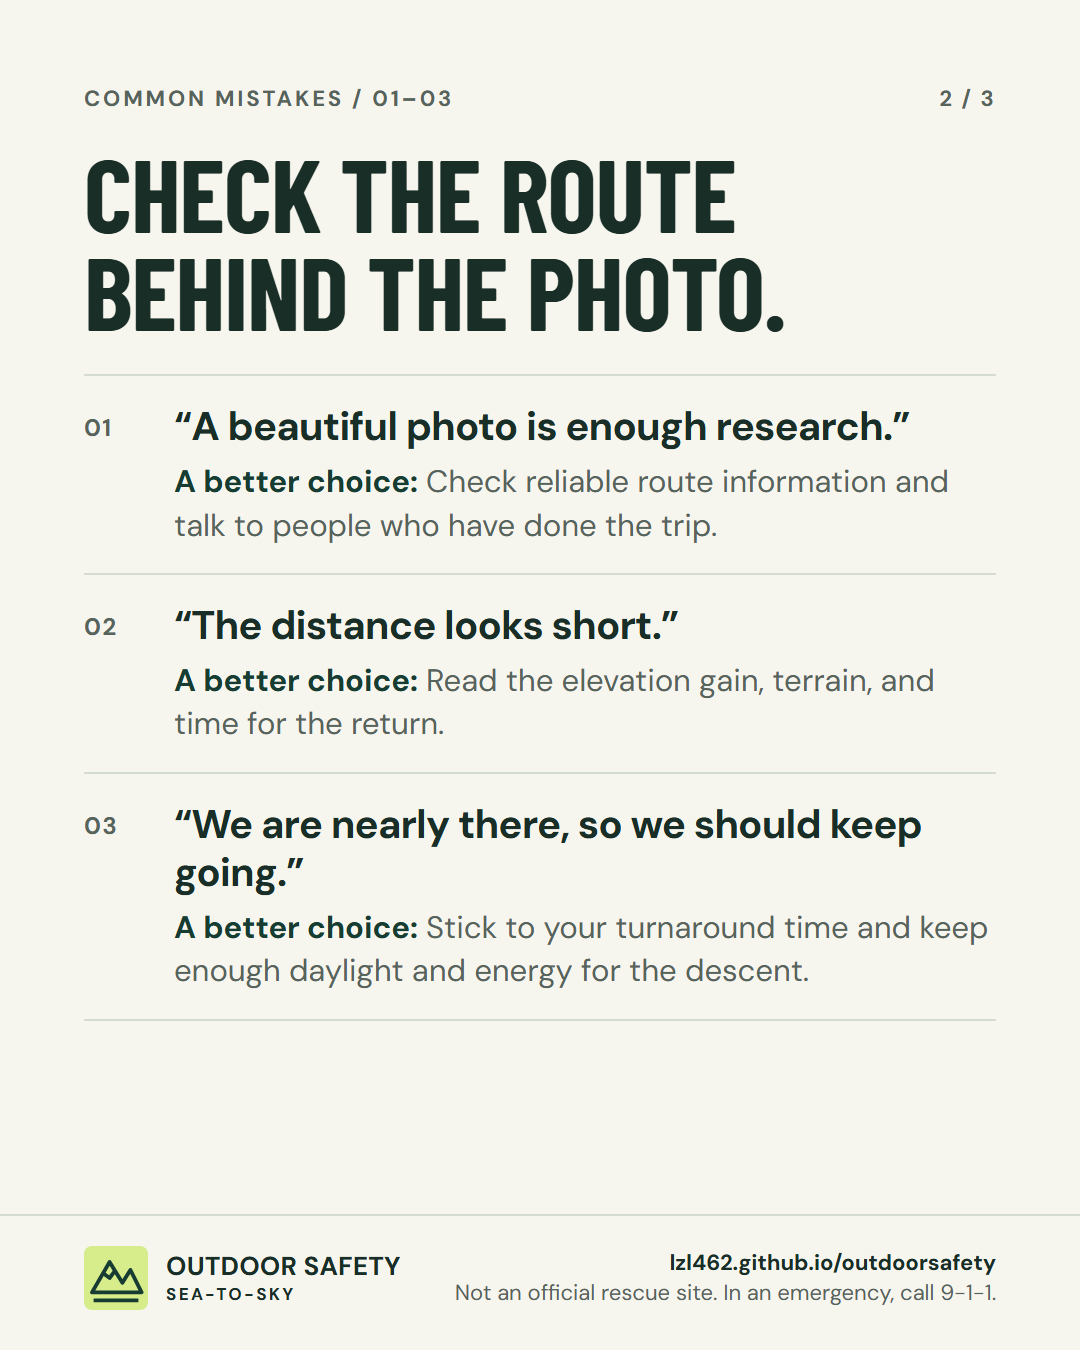 COMMON MISTAKES / 01–03
2 / 3
CHECK THE ROUTE
BEHIND THE PHOTO.
01
“A beautiful photo is enough research.”
A better choice: Check reliable route information and
talk to people who have done the trip.
02
“The distance looks short.”
A better choice: Read the elevation gain, terrain, and
time for the return.
03
“We are nearly there, so we should keep
going.”
A better choice: Stick to your turnaround time and keep
enough daylight and energy for the descent.
OUTDOOR SAFETY
SEA-TO-SKY
lzl462.github.io/outdoorsafety
Not an official rescue site. In an emergency, call 9-1-1.